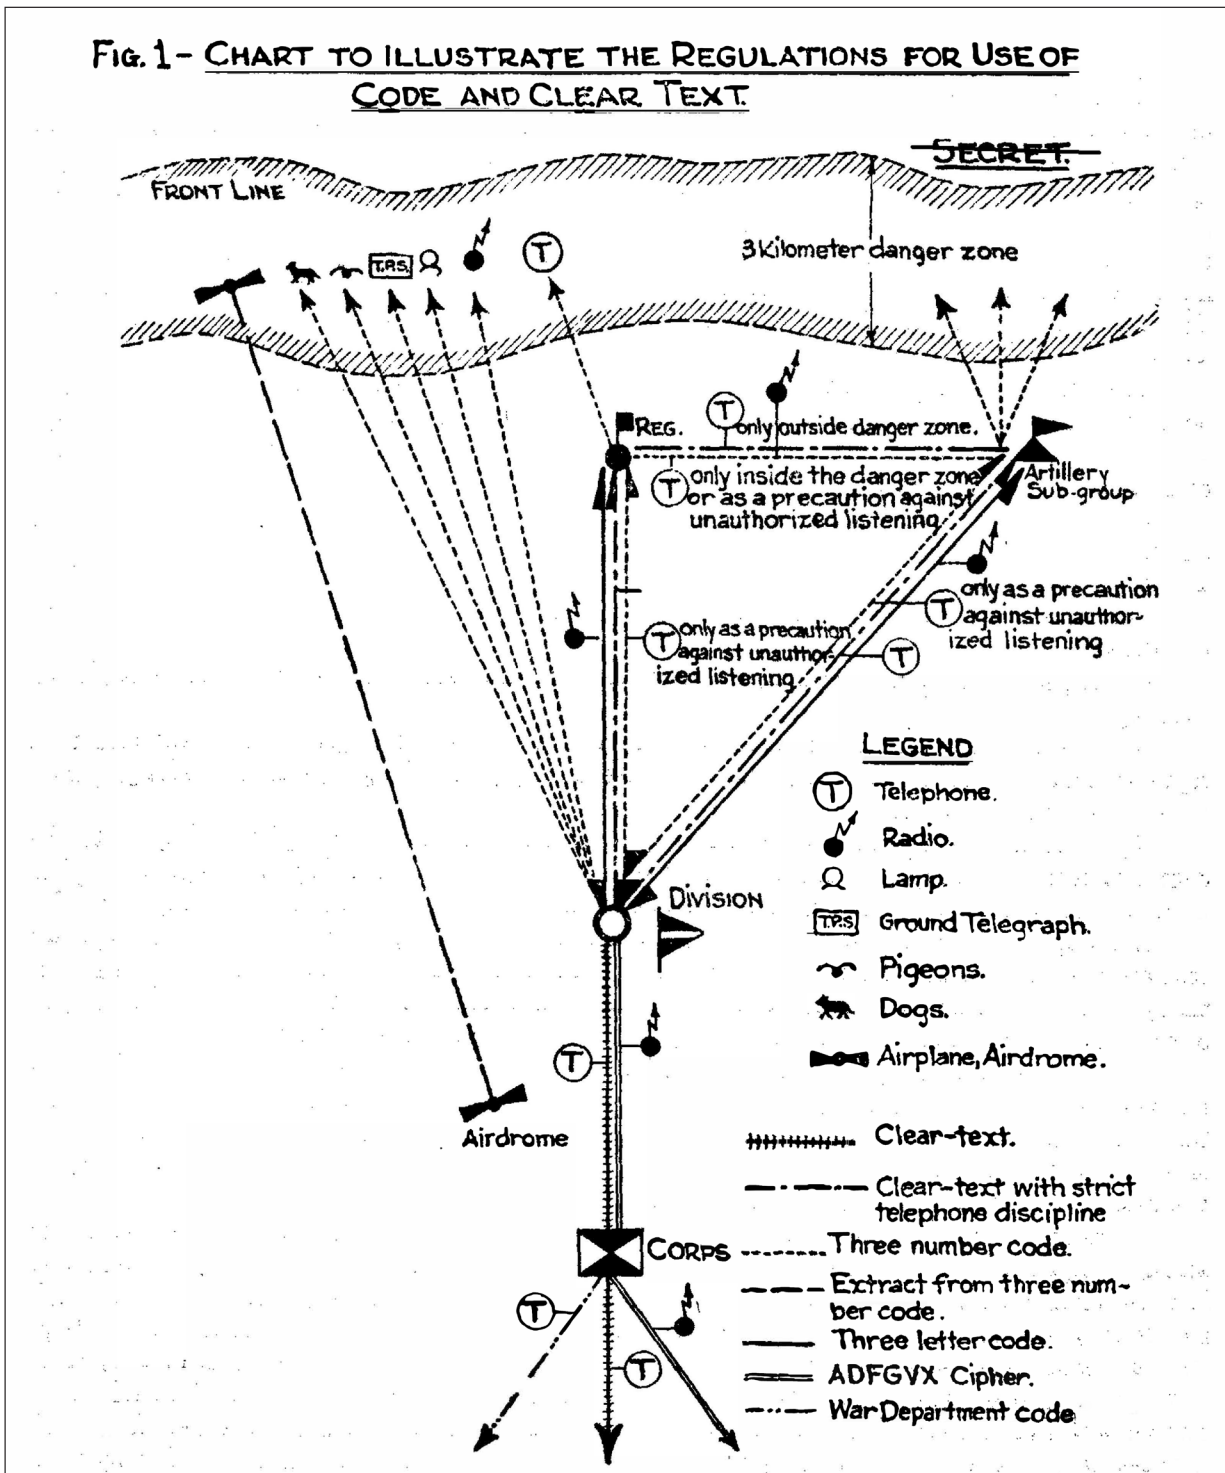 FIG. 1 - CHART TO ILLUSTRATE THE REGULATIONS FOR USE OF
CODE AND CLEAR TEXT.
SECRET.
FRONT LINE
3 Kilometer danger zone
T.P.S.
T
REG.
T
only outside danger zone.
T
only inside the danger zone
or as a precaution against
unauthorized listening
Artillery
Sub-group
T
only as a precaution
against unauthor-
ized listening
T
only as a precaution
against unauthor-
ized listening
T
DIVISION
T
Airdrome
CORPS
T
T
LEGEND
T
Telephone.
Radio.
Lamp.
T.P.S
Ground Telegraph.
Pigeons.
Dogs.
Airplane, Airdrome.
Clear-text.
Clear-text with strict
telephone discipline
Three number code.
Extract from three num-
ber code.
Three letter code.
ADFGVX Cipher.
War Department code